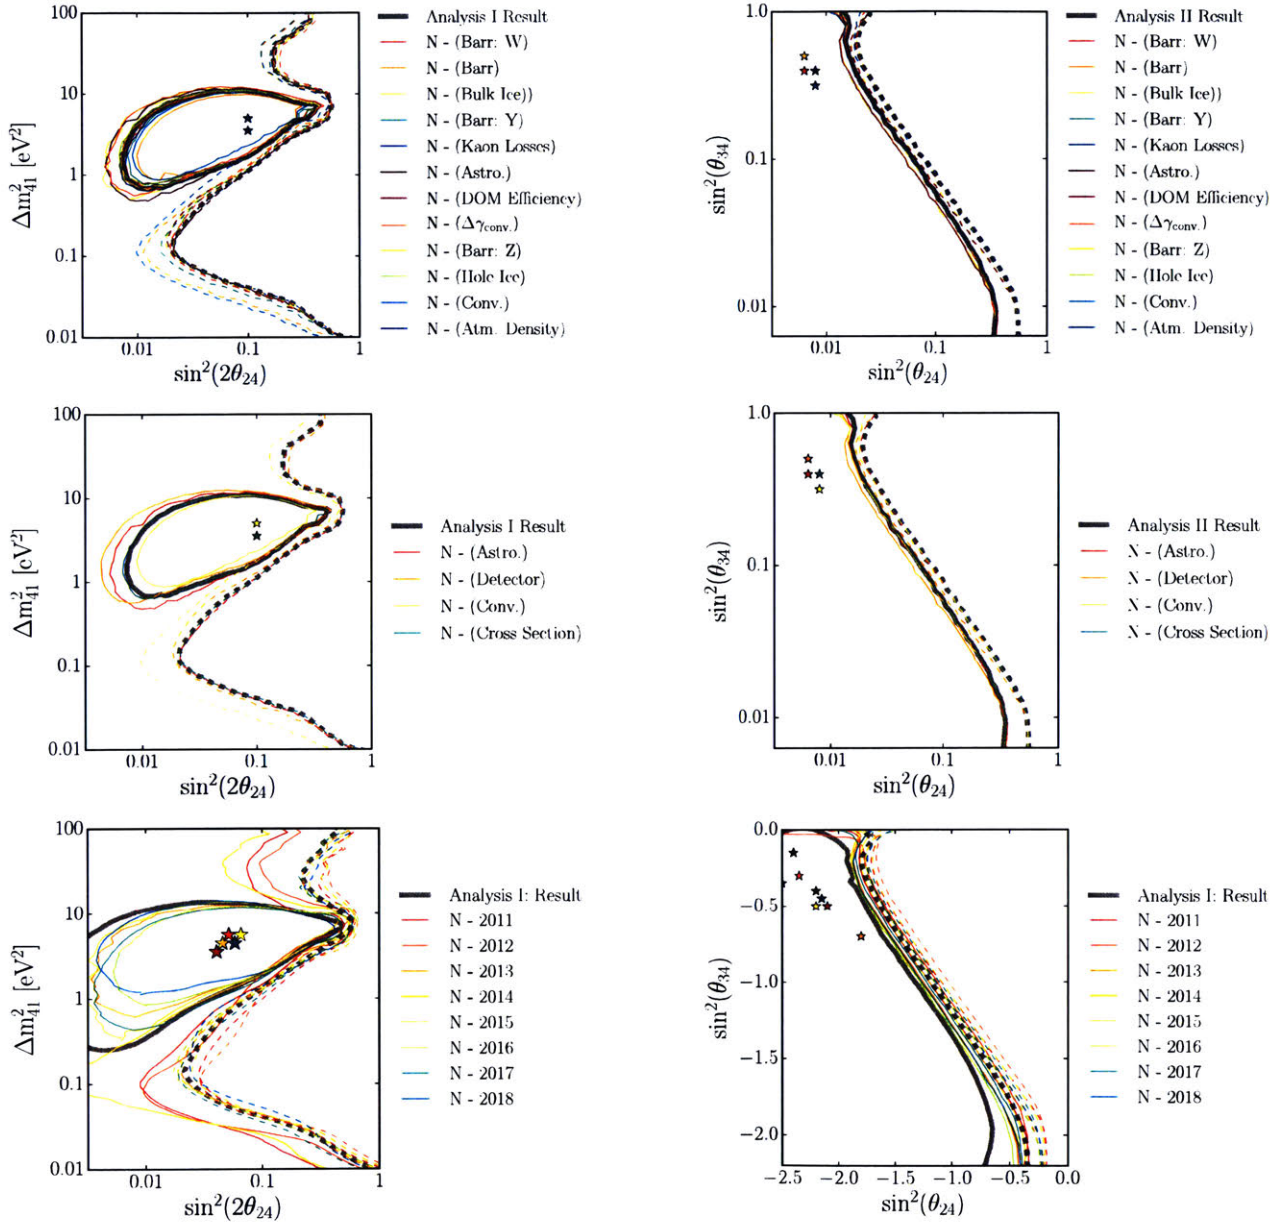 100
10
1
0.1
0.01
Δm²₄₁ [eV²]
0.01 0.1 1
sin²(2θ₂₄)
Analysis I Result
N - (Barr: W)
N - (Barr)
N - (Bulk Ice))
N - (Barr: Y)
N - (Kaon Losses)
N - (Astro.)
N - (DOM Efficiency)
N - (Δγconv.)
N - (Barr: Z)
N - (Hole Ice)
N - (Conv.)
N - (Atm. Density)
1.0
0.1
0.01
sin²(θ₃₄)
0.01 0.1 1
sin²(θ₂₄)
Analysis II Result
N - (Barr: W)
N - (Barr)
N - (Bulk Ice))
N - (Barr: Y)
N - (Kaon Losses)
N - (Astro.)
N - (DOM Efficiency)
N - (Δγconv.)
N - (Barr: Z)
N - (Hole Ice)
N - (Conv.)
N - (Atm. Density)
100
10
1
0.1
0.01
Δm²₄₁ [eV²]
0.01 0.1 1
sin²(2θ₂₄)
Analysis I Result
N - (Astro.)
N - (Detector)
N - (Conv.)
N - (Cross Section)
1.0
0.1
0.01
sin²(θ₃₄)
0.01 0.1 1
sin²(θ₂₄)
Analysis II Result
N - (Astro.)
N - (Detector)
N - (Conv.)
N - (Cross Section)
100
10
1
0.1
0.01
Δm²₄₁ [eV²]
0.01 0.1 1
sin²(2θ₂₄)
Analysis I: Result
N - 2011
N - 2012
N - 2013
N - 2014
N - 2015
N - 2016
N - 2017
N - 2018
0.0
−0.5
−1.0
−1.5
−2.0
sin²(θ₃₄)
−2.5 −2.0 −1.5 −1.0 −0.5 0.0
sin²(θ₂₄)
Analysis I: Result
N - 2011
N - 2012
N - 2013
N - 2014
N - 2015
N - 2016
N - 2017
N - 2018